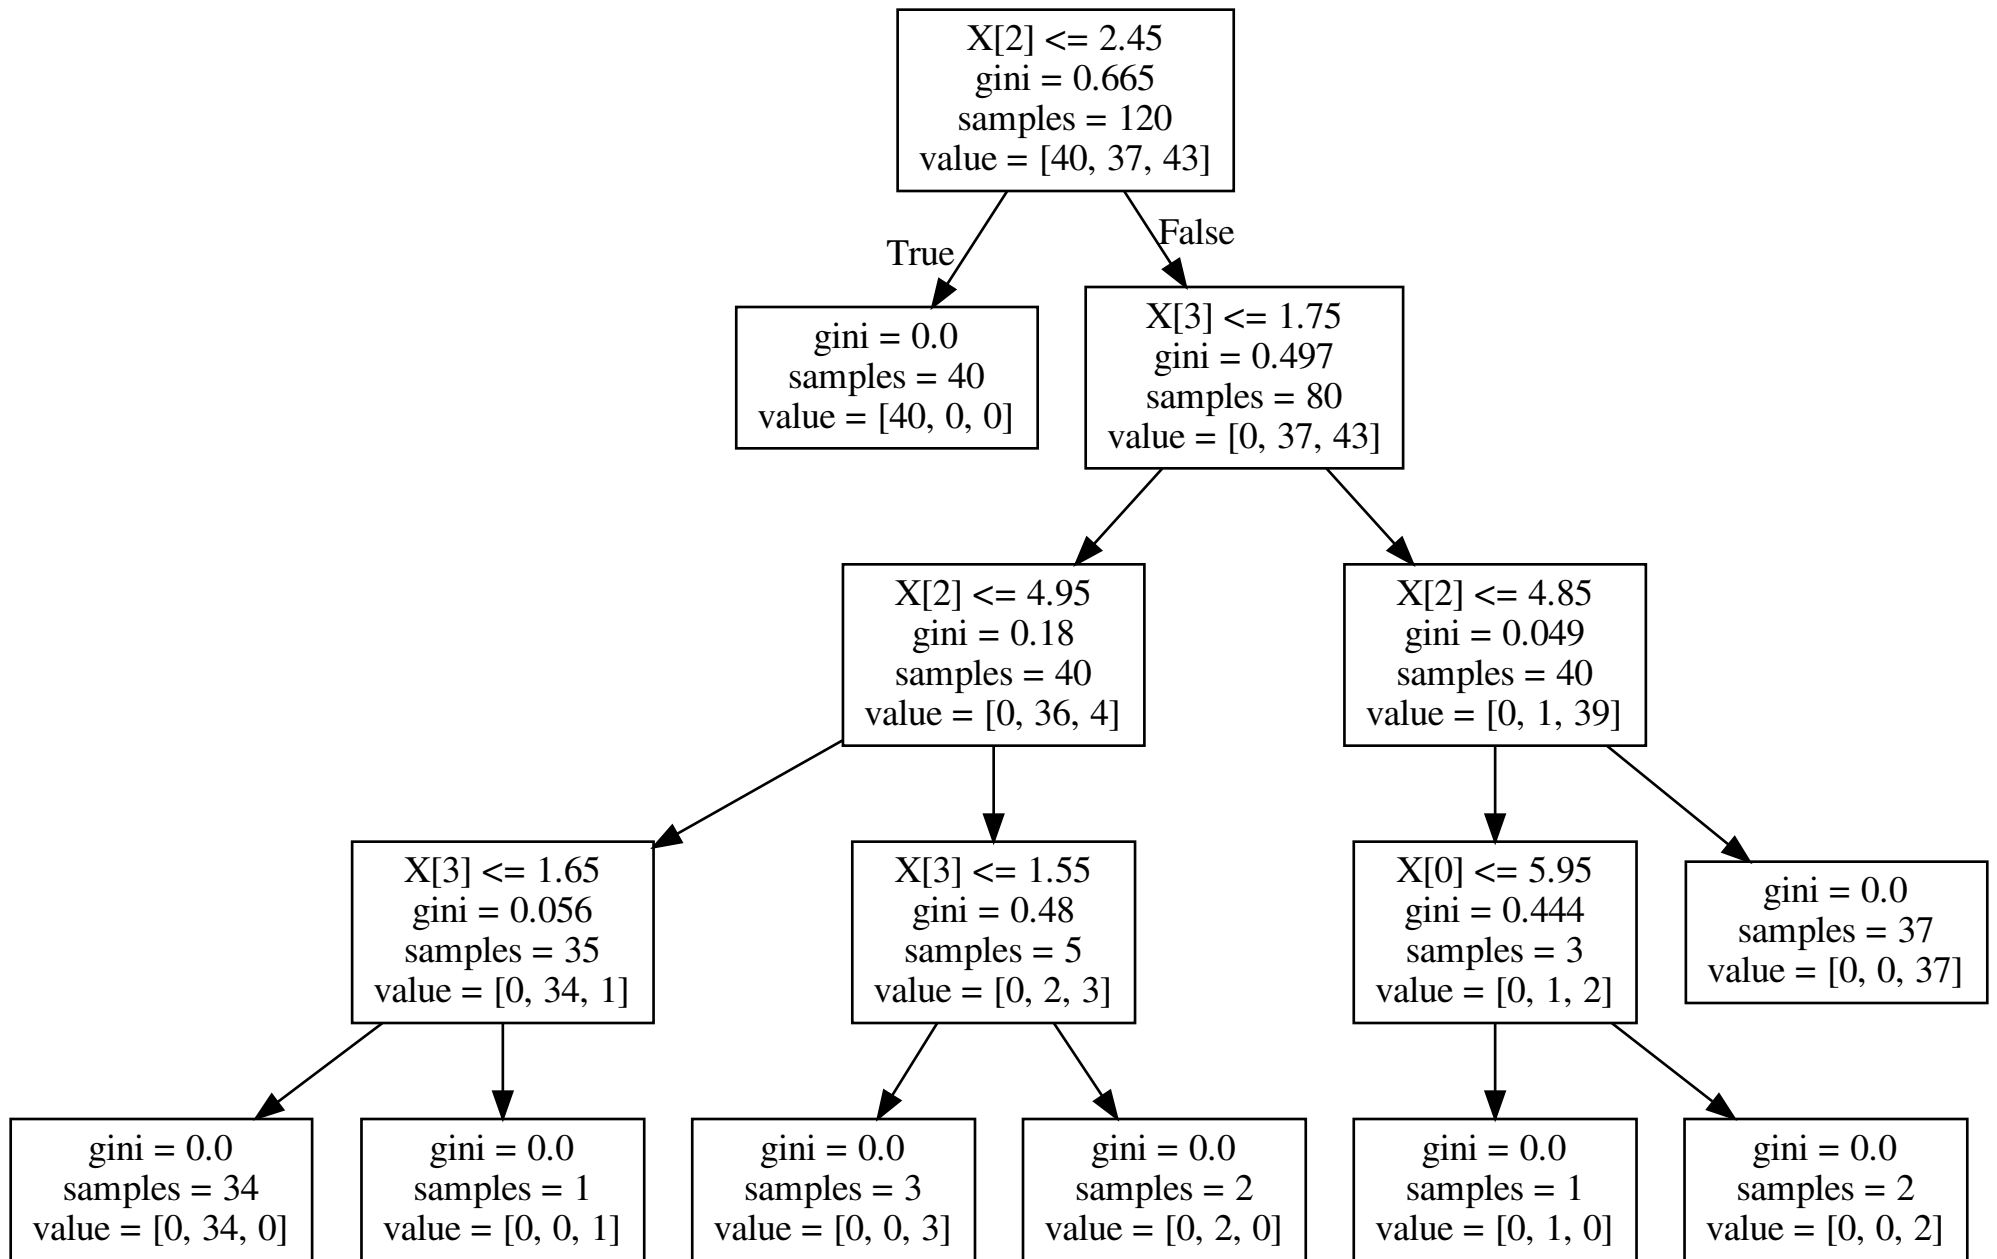 X[2] <= 2.45
gini = 0.665
samples = 120
value = [40, 37, 43]
True
False
gini = 0.0
samples = 40
value = [40, 0, 0]
X[3] <= 1.75
gini = 0.497
samples = 80
value = [0, 37, 43]
X[2] <= 4.95
gini = 0.18
samples = 40
value = [0, 36, 4]
X[2] <= 4.85
gini = 0.049
samples = 40
value = [0, 1, 39]
X[3] <= 1.65
gini = 0.056
samples = 35
value = [0, 34, 1]
X[3] <= 1.55
gini = 0.48
samples = 5
value = [0, 2, 3]
X[0] <= 5.95
gini = 0.444
samples = 3
value = [0, 1, 2]
gini = 0.0
samples = 37
value = [0, 0, 37]
gini = 0.0
samples = 34
value = [0, 34, 0]
gini = 0.0
samples = 1
value = [0, 0, 1]
gini = 0.0
samples = 3
value = [0, 0, 3]
gini = 0.0
samples = 2
value = [0, 2, 0]
gini = 0.0
samples = 1
value = [0, 1, 0]
gini = 0.0
samples = 2
value = [0, 0, 2]